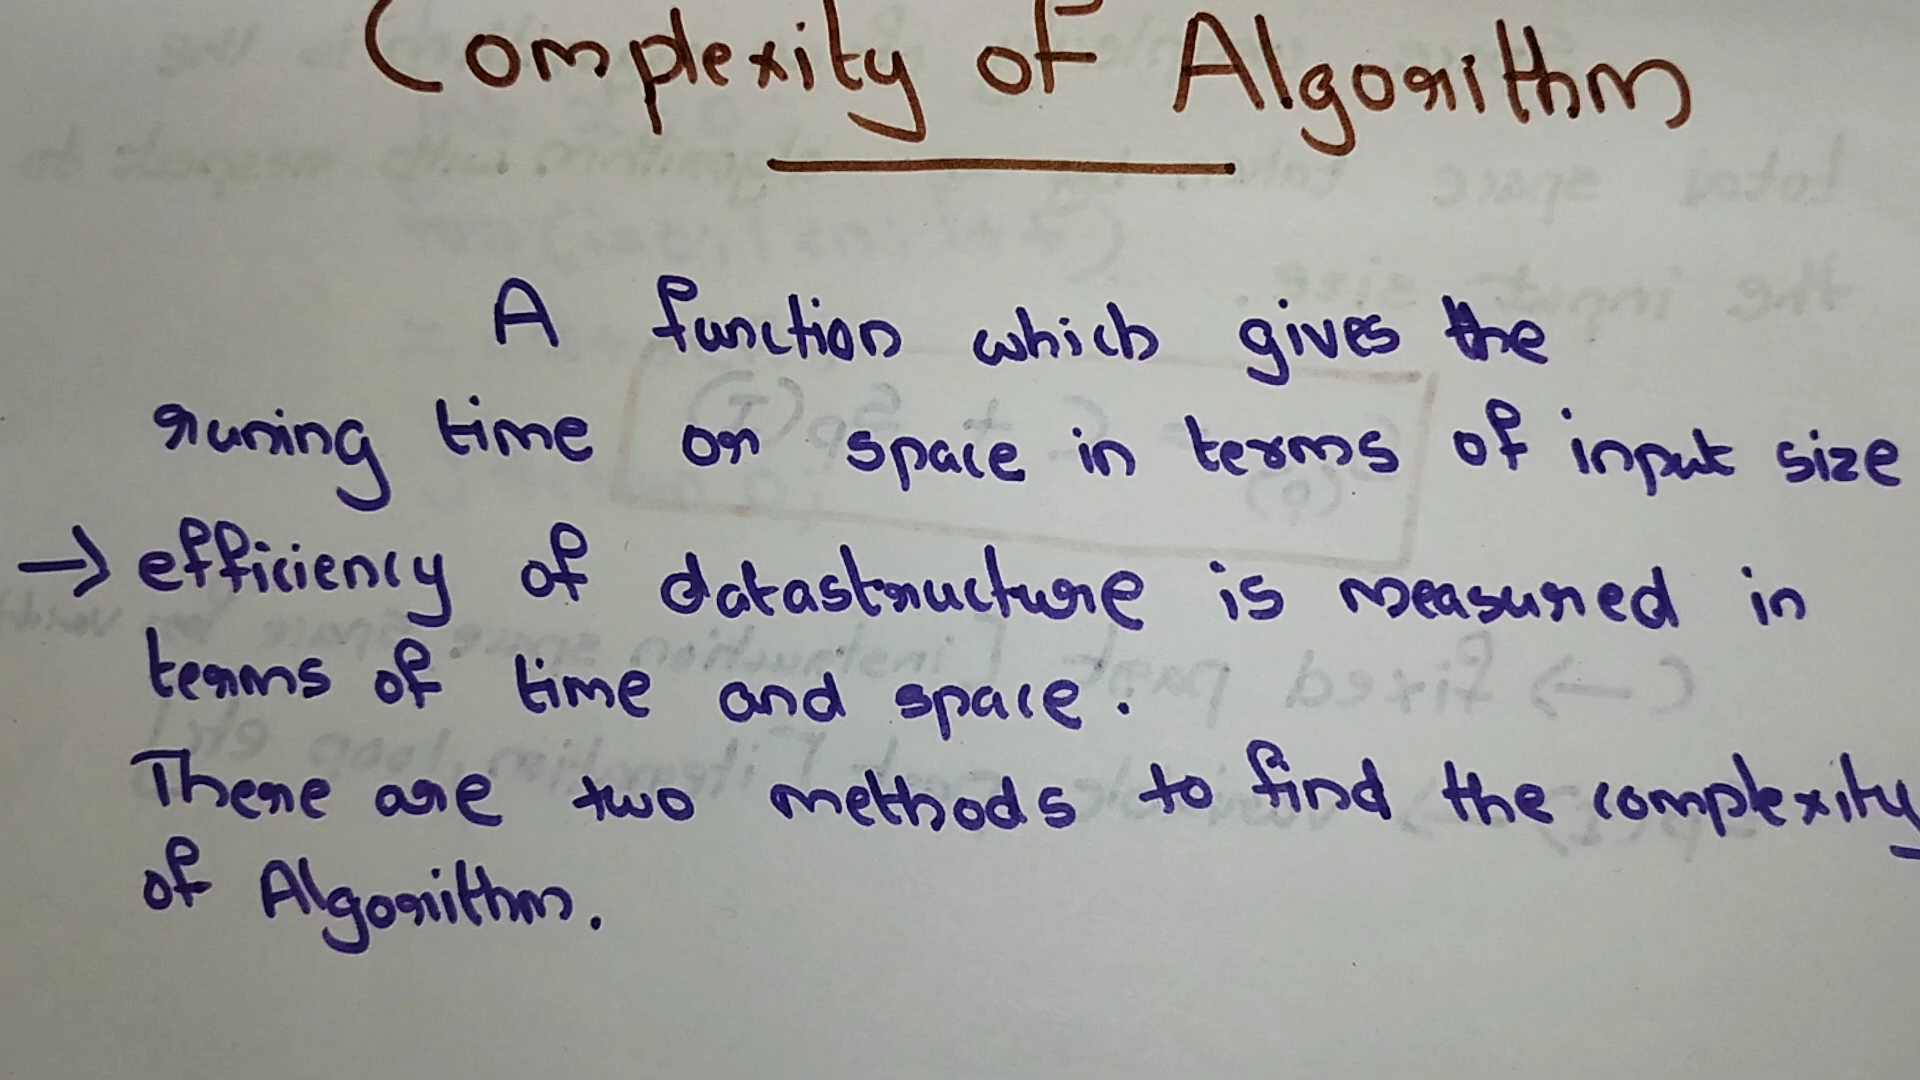 Complexity of Algorithm
A function which gives the
runing time or space in terms of input size
→ efficiency of datastructure is measured in
terms of time and space.
There are two methods to find the complexity
of Algorithm.